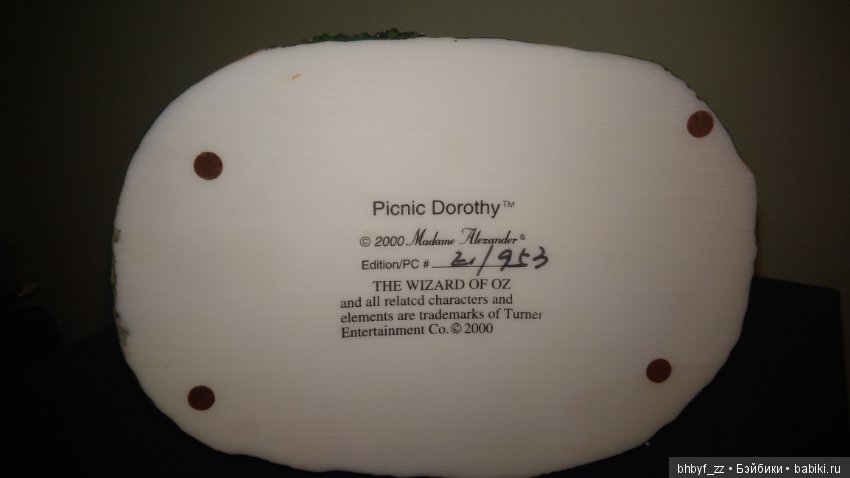 Picnic Dorothy™
© 2000 Madame Alexander®
Edition/PC # 2,/953
THE WIZARD OF OZ
and all related characters and
elements are trademarks of Turner
Entertainment Co. © 2000
bhbyf_zz • Бэйбики • babiki.ru